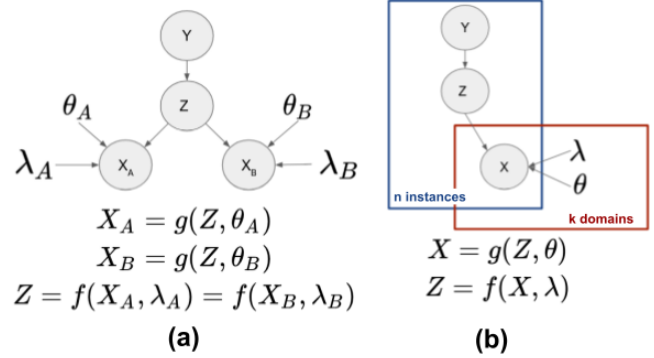 Y
Z
θ_A
θ_B
λ_A
X_A
X_B
λ_B
X_A = g(Z, θ_A)
X_B = g(Z, θ_B)
Z = f(X_A, λ_A) = f(X_B, λ_B)
(a)
Y
Z
X
λ
θ
n instances
k domains
X = g(Z, θ)
Z = f(X, λ)
(b)